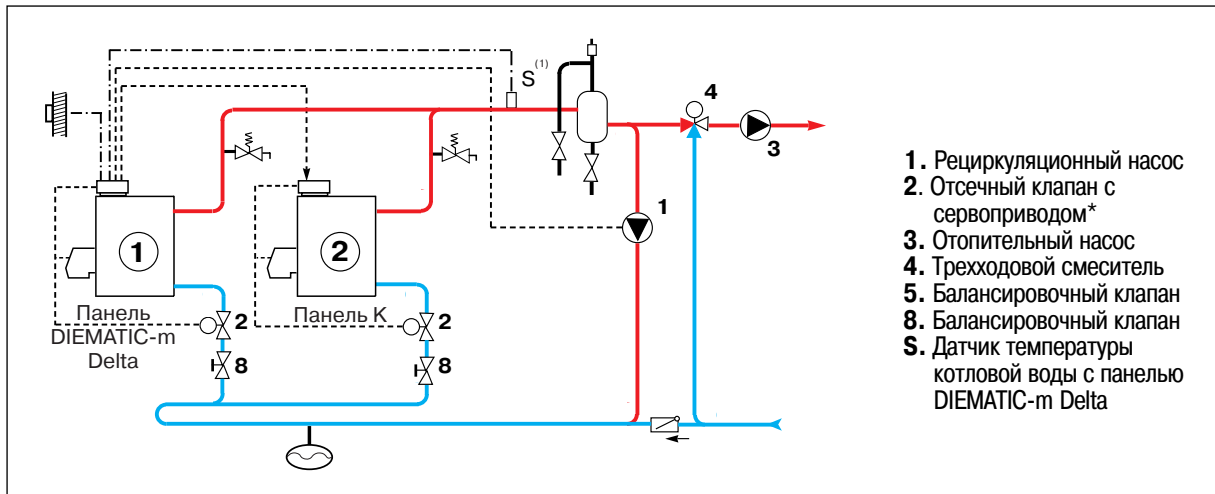 S (1)
4
3
1
1
2
Панель
DIEMATIC-m
Delta
Панель K
2
8
2
8
1. Рециркуляционный насос
2. Отсечный клапан с
сервоприводом*
3. Отопительный насос
4. Трехходовой смеситель
5. Балансировочный клапан
8. Балансировочный клапан
S. Датчик температуры
котловой воды с панелью
DIEMATIC-m Delta